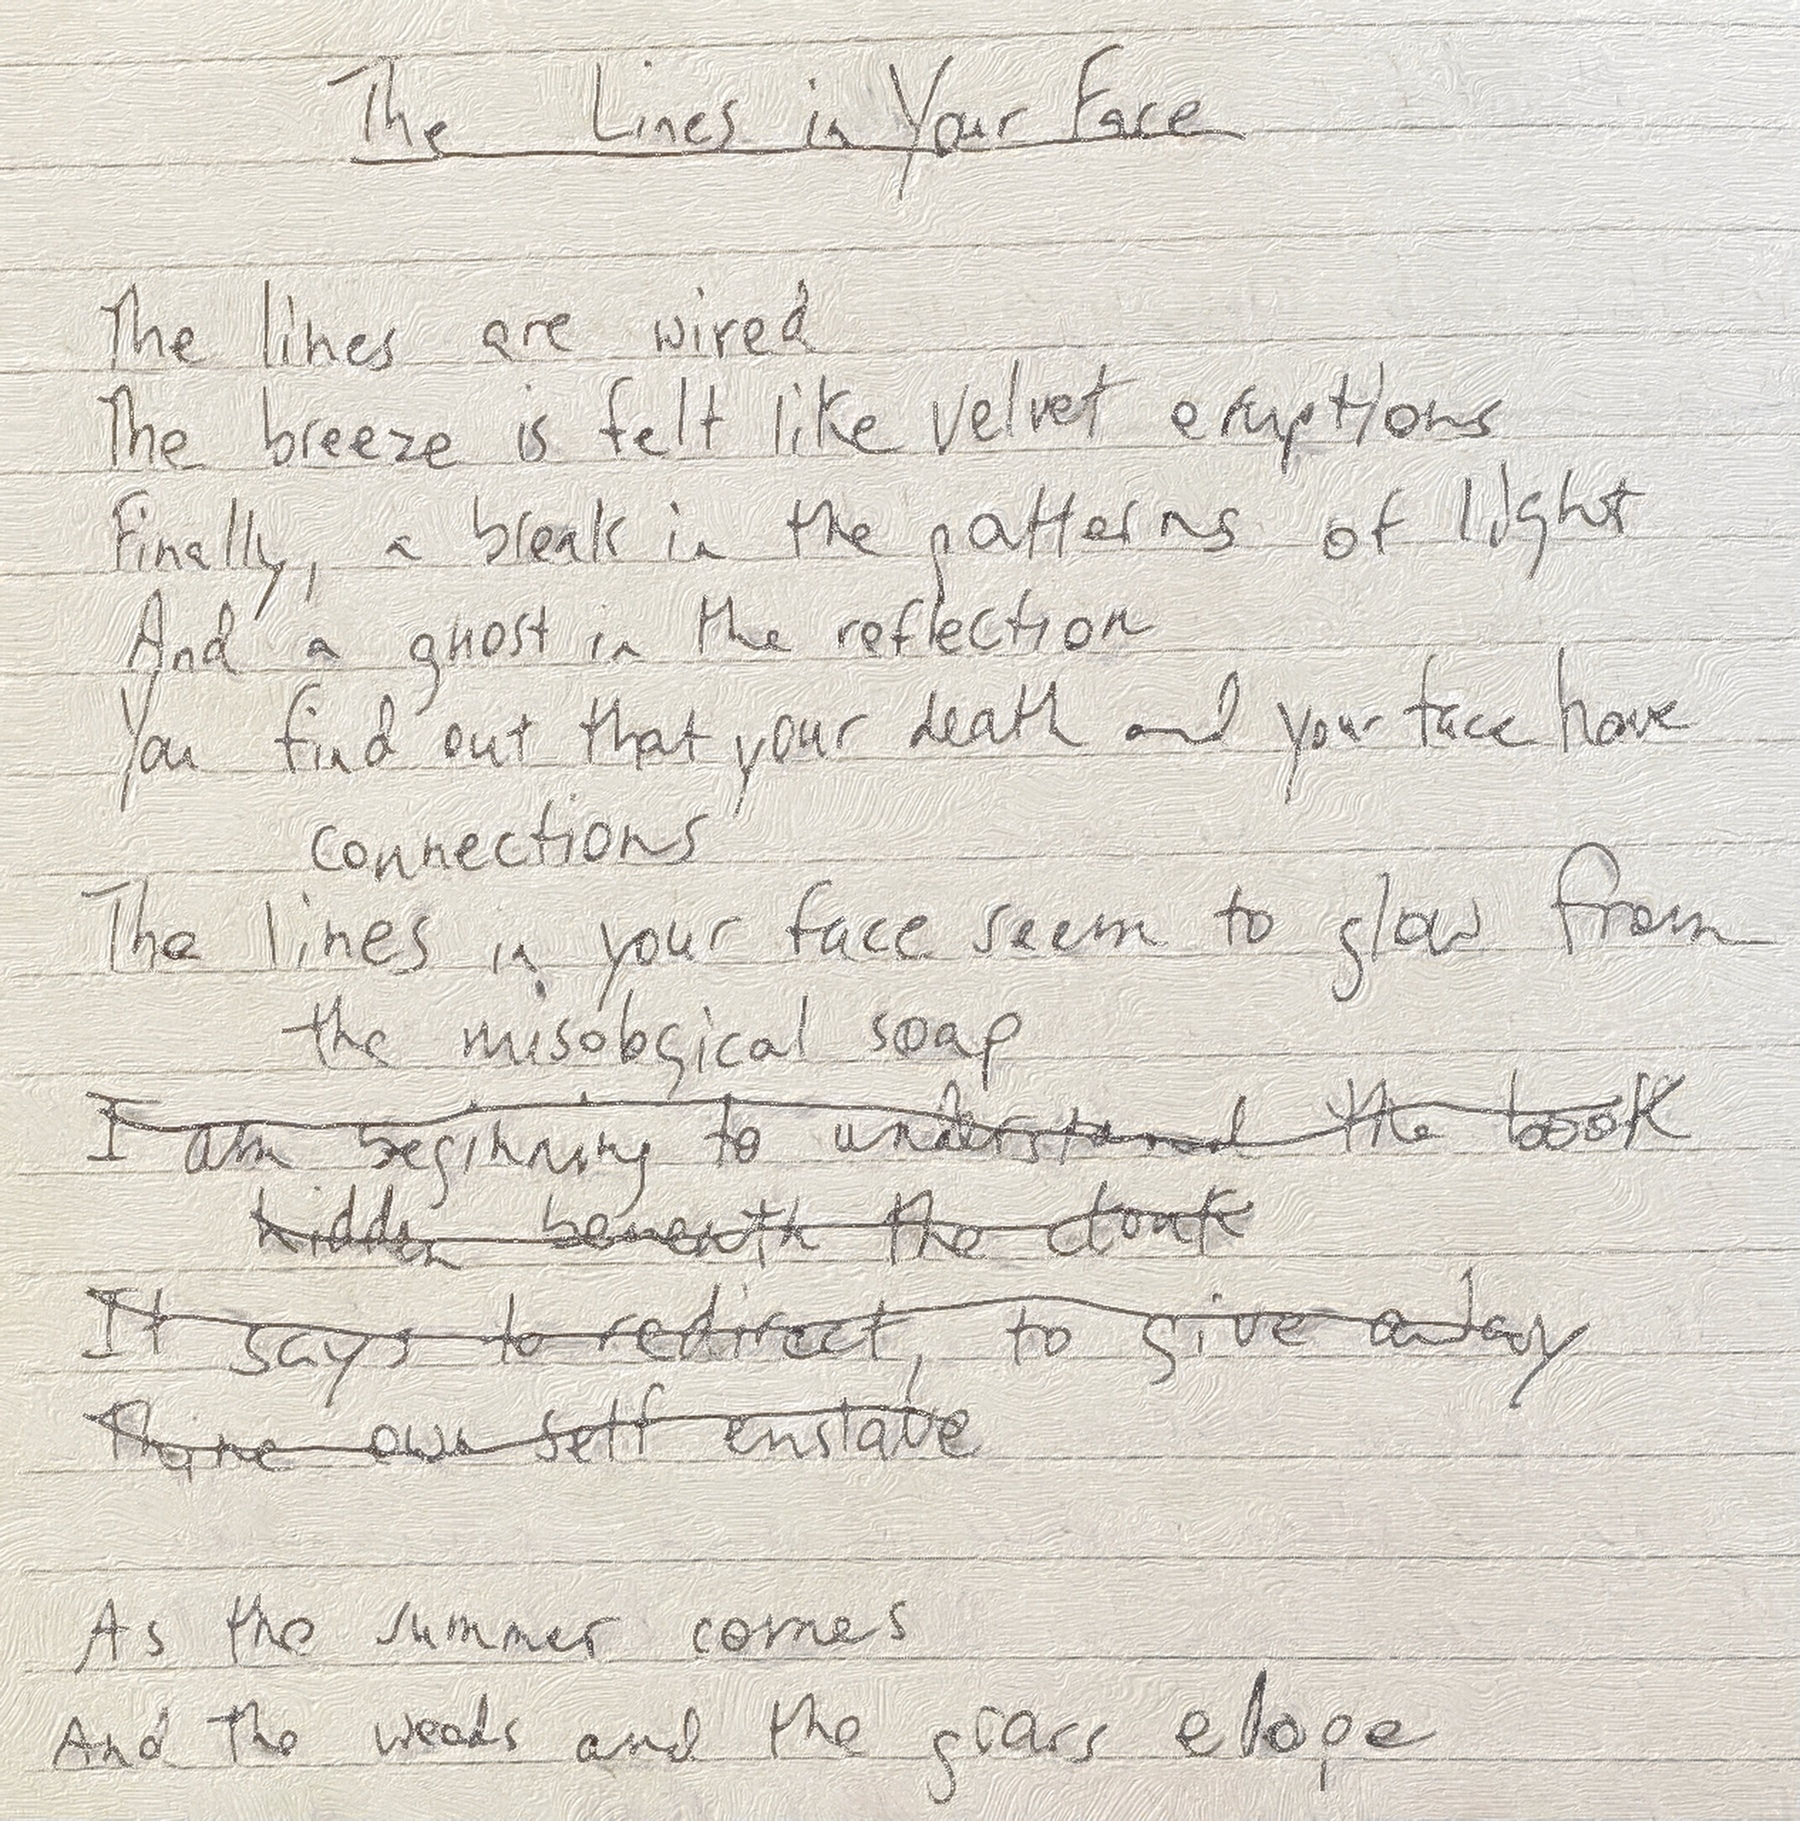 The Lines in Your Face
The lines are wired
The breeze is felt like velvet eruptions
Finally, a break in the patterns of light
And a ghost in the reflection
You find out that your death and your face have
connections
The lines in your face seem to glow from
the misological soap
I am beginning to understand the book
hidden beneath the cloak
It says to redirect, to give away
Thine own self enslave
As the summer comes
And the weeds and the grass elope